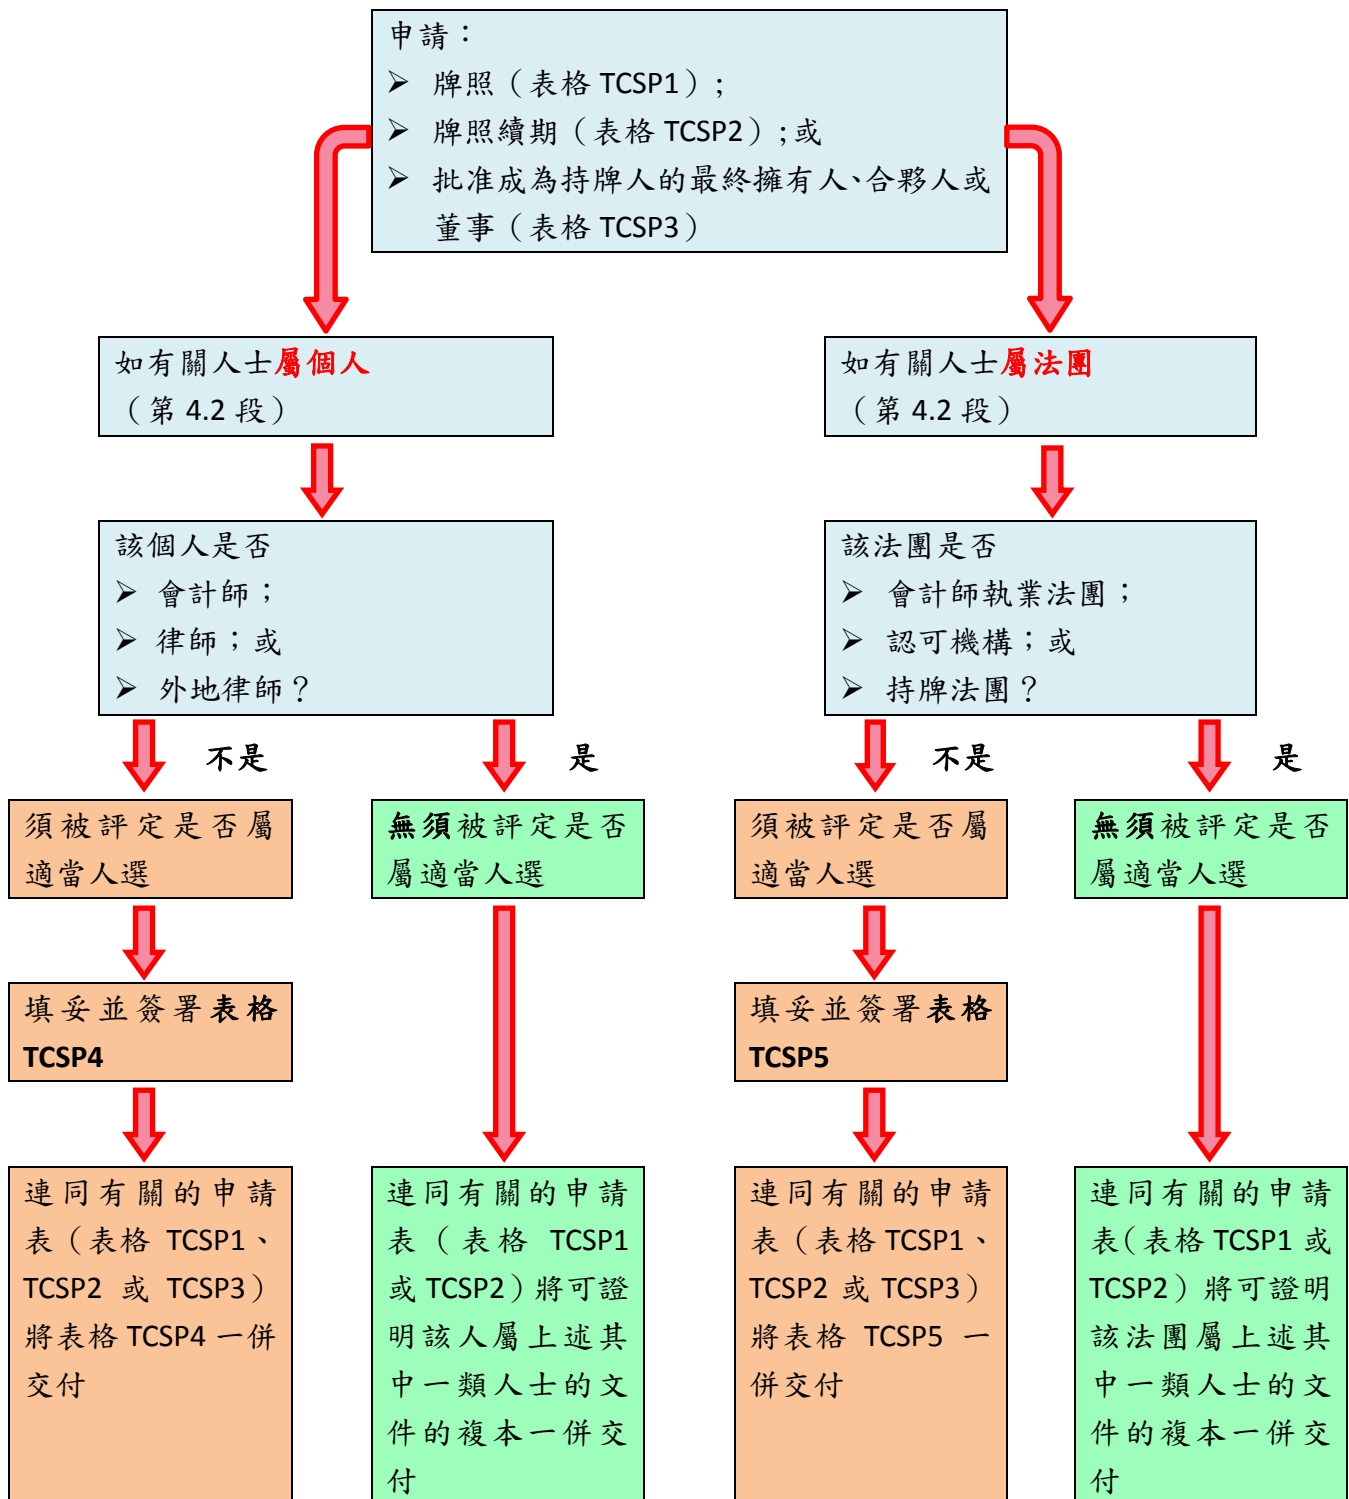 申請：
➢ 牌照（表格 TCSP1）;
➢ 牌照續期（表格 TCSP2）;或
➢ 批准成為持牌人的最終擁有人、合夥人或
董事（表格 TCSP3）
如有關人士屬個人
（第 4.2 段）
如有關人士屬法團
（第 4.2 段）
該個人是否
➢ 會計師；
➢ 律師；或
➢ 外地律師？
該法團是否
➢ 會計師執業法團；
➢ 認可機構；或
➢ 持牌法團？
不是
是
不是
是
須被評定是否屬
適當人選
無須被評定是否
屬適當人選
須被評定是否屬
適當人選
無須被評定是否
屬適當人選
填妥並簽署表格
TCSP4
填妥並簽署表格
TCSP5
連同有關的申請
表（表格 TCSP1、
TCSP2 或 TCSP3）
將表格 TCSP4 一併
交付
連同有關的申請
表（表格 TCSP1
或 TCSP2）將可證
明該人屬上述其
中一類人士的文
件的複本一併交
付
連同有關的申請
表（表格 TCSP1、
TCSP2 或 TCSP3）
將表格 TCSP5 一
併交付
連同有關的申請
表（表格 TCSP1 或
TCSP2）將可證明
該法團屬上述其
中一類人士的文
件的複本一併交
付